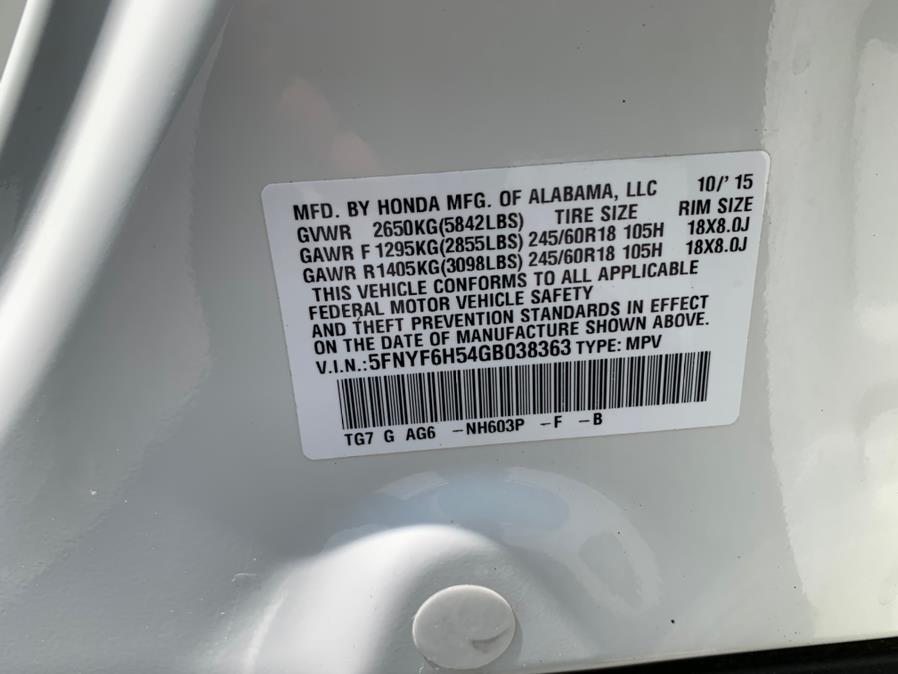 MFD. BY HONDA MFG. OF ALABAMA, LLC 10/' 15
GVWR 2650KG(5842LBS) TIRE SIZE RIM SIZE
GAWR F 1295KG(2855LBS) 245/60R18 105H 18X8.0J
GAWR R1405KG(3098LBS) 245/60R18 105H 18X8.0J
THIS VEHICLE CONFORMS TO ALL APPLICABLE
FEDERAL MOTOR VEHICLE SAFETY
AND THEFT PREVENTION STANDARDS IN EFFECT
ON THE DATE OF MANUFACTURE SHOWN ABOVE.
V.I.N.:5FNYF6H54GB038363 TYPE: MPV
TG7 G AG6 –NH603P –F –B